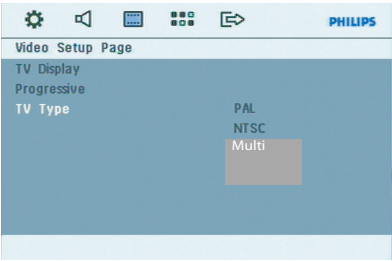 PHILIPS
Video Setup Page
TV Display
Progressive
TV Type
PAL
NTSC
Multi